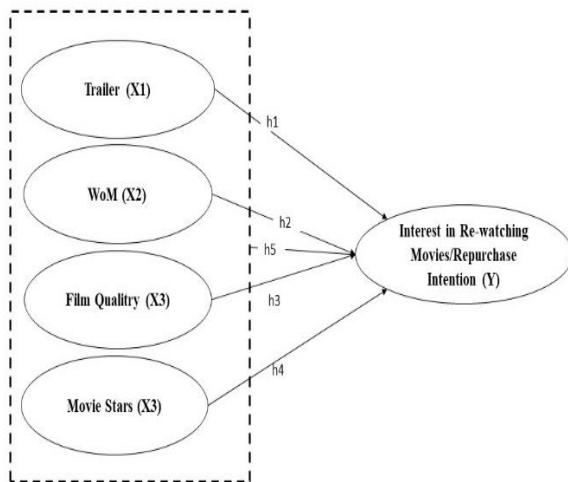 Trailer (X1)
h1
WoM (X2)
h2
h5
Interest in Re-watching
Movies/Repurchase
Intention (Y)
Film Qualitry (X3)
h3
h4
Movie Stars (X3)